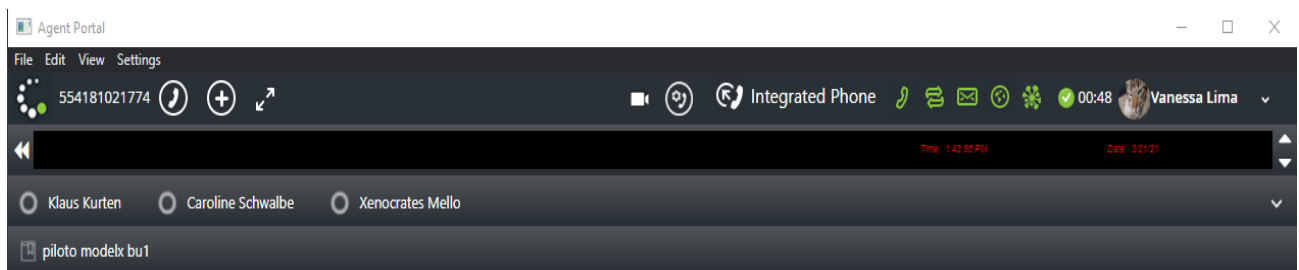 Agent Portal
File Edit View Settings
554181021774 Integrated Phone 00:48 Vanessa Lima
Time: 1:43:56 PM Date: 3/21/21
Klaus Kurten Caroline Schwalbe Xenocrates Mello
piloto modelx bu1